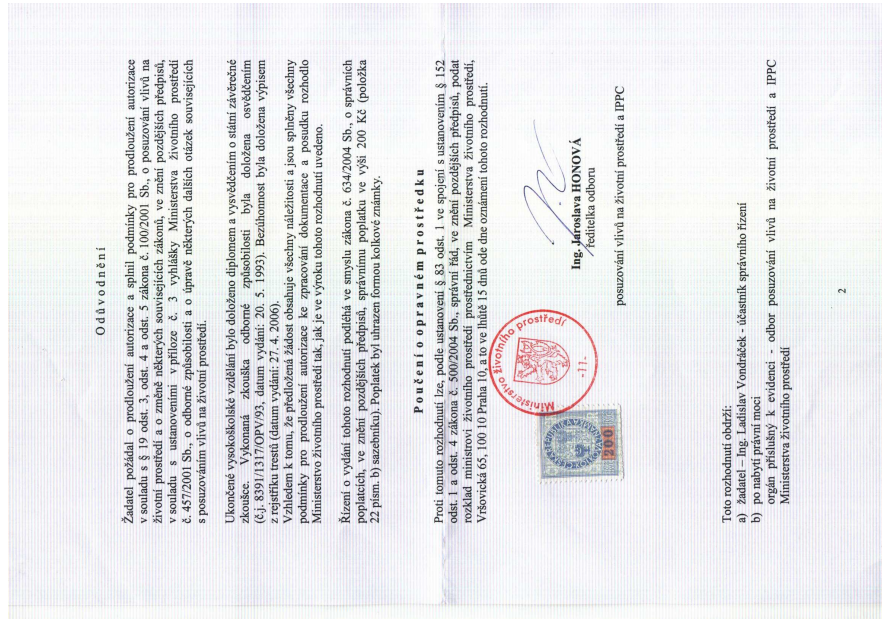 O d ů v o d n ě n í
Žadatel požádal o prodloužení autorizace a splnil podmínky pro prodloužení autorizace
v souladu s § 19 odst. 3, odst. 4 a odst. 5 zákona č. 100/2001 Sb., o posuzování vlivů na
životní prostředí a o změně některých souvisejících zákonů, ve znění pozdějších předpisů,
v souladu s ustanoveními v příloze č. 3 vyhlášky Ministerstva životního prostředí
č. 457/2001 Sb., o odborné způsobilosti a o úpravě některých dalších otázek souvisejících
s posuzováním vlivů na životní prostředí.
Ukončené vysokoškolské vzdělání bylo doloženo diplomem a vysvědčením o státní závěrečné
zkoušce. Vykonaná zkouška odborné způsobilosti byla doložena osvědčením
(č.j. 8391/1317/OPV/93, datum vydání: 20. 5. 1993). Bezúhonnost byla doložena výpisem
z rejstříku trestů (datum vydání: 27. 4. 2006).
Vzhledem k tomu, že předložená žádost obsahuje všechny náležitosti a jsou splněny všechny
podmínky pro prodloužení autorizace ke zpracování dokumentace a posudku rozhodlo
Ministerstvo životního prostředí tak, jak je ve výroku tohoto rozhodnutí uvedeno.
Řízení o vydání tohoto rozhodnutí podléhá ve smyslu zákona č. 634/2004 Sb., o správních
poplatcích, ve znění pozdějších předpisů, správnímu poplatku ve výši 200 Kč (položka
22 písm. b) sazebníku). Poplatek byl uhrazen formou kolkové známky.
P o u č e n í o o p r a v n é m p r o s t ř e d k u
Proti tomuto rozhodnutí lze, podle ustanovení § 83 odst. 1 ve spojení s ustanovením § 152
odst. 1 a odst. 4 zákona č. 500/2004 Sb., správní řád, ve znění pozdějších předpisů, podat
rozklad ministrovi životního prostředí prostřednictvím Ministerstva životního prostředí,
Vršovická 65, 100 10 Praha 10, a to ve lhůtě 15 dnů ode dne oznámení tohoto rozhodnutí.
Ministerstvo životního prostředí
-11-
200
Ing. Jaroslava HONOVÁ
ředitelka odboru
posuzování vlivů na životní prostředí a IPPC
Toto rozhodnutí obdrží:
a) žadatel – Ing. Ladislav Vondráček - účastník správního řízení
b) po nabytí právní moci
orgán příslušný k evidenci - odbor posuzování vlivů na životní prostředí a IPPC
Ministerstva životního prostředí
2